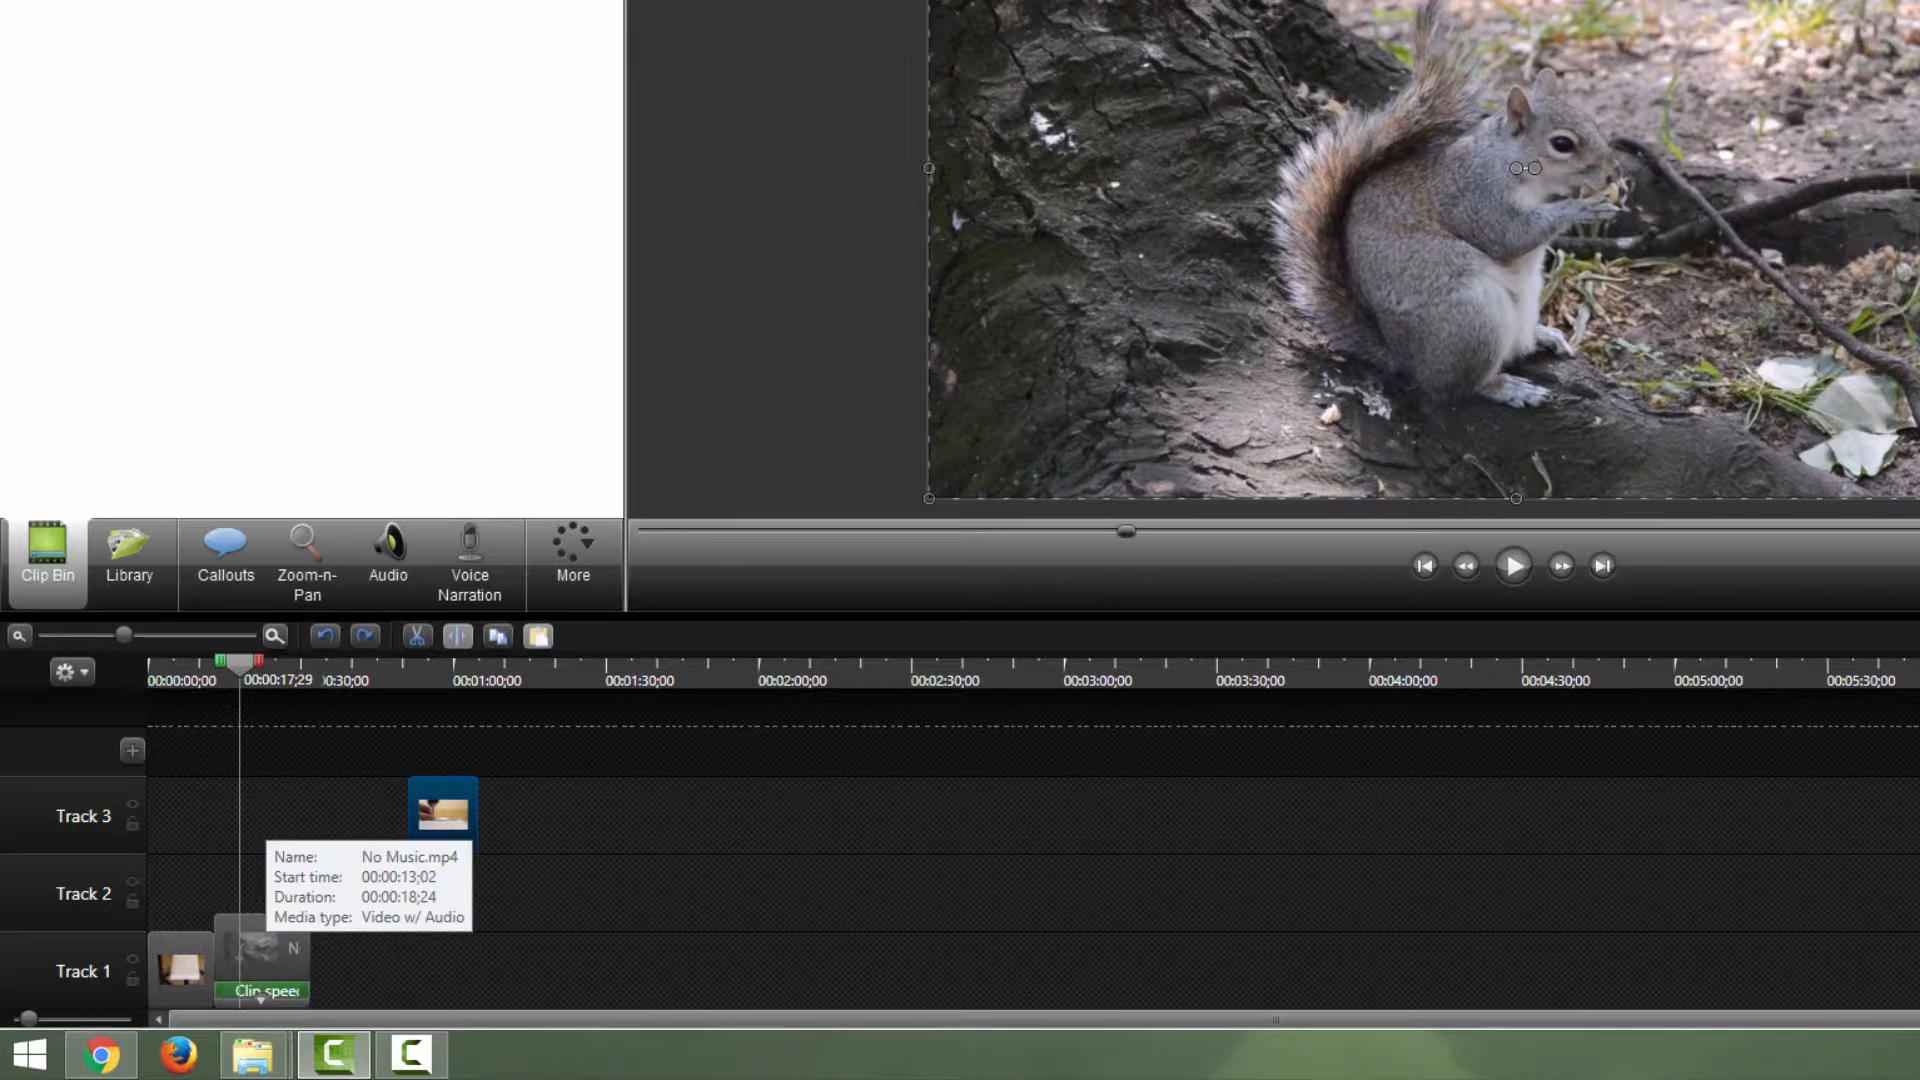 Clip Bin
Library
Callouts
Zoom-n-
Pan
Audio
Voice
Narration
More
00:00:00;00
00:00:17;29
0:30;00
00:01:00;00
00:01:30;00
00:02:00;00
00:02:30;00
00:03:00;00
00:03:30;00
00:04:00;00
00:04:30;00
00:05:00;00
00:05:30;00
Track 3
Name: No Music.mp4
Start time: 00:00:13;02
Duration: 00:00:18;24
Media type: Video w/ Audio
Track 2
N
Track 1
Clip speed